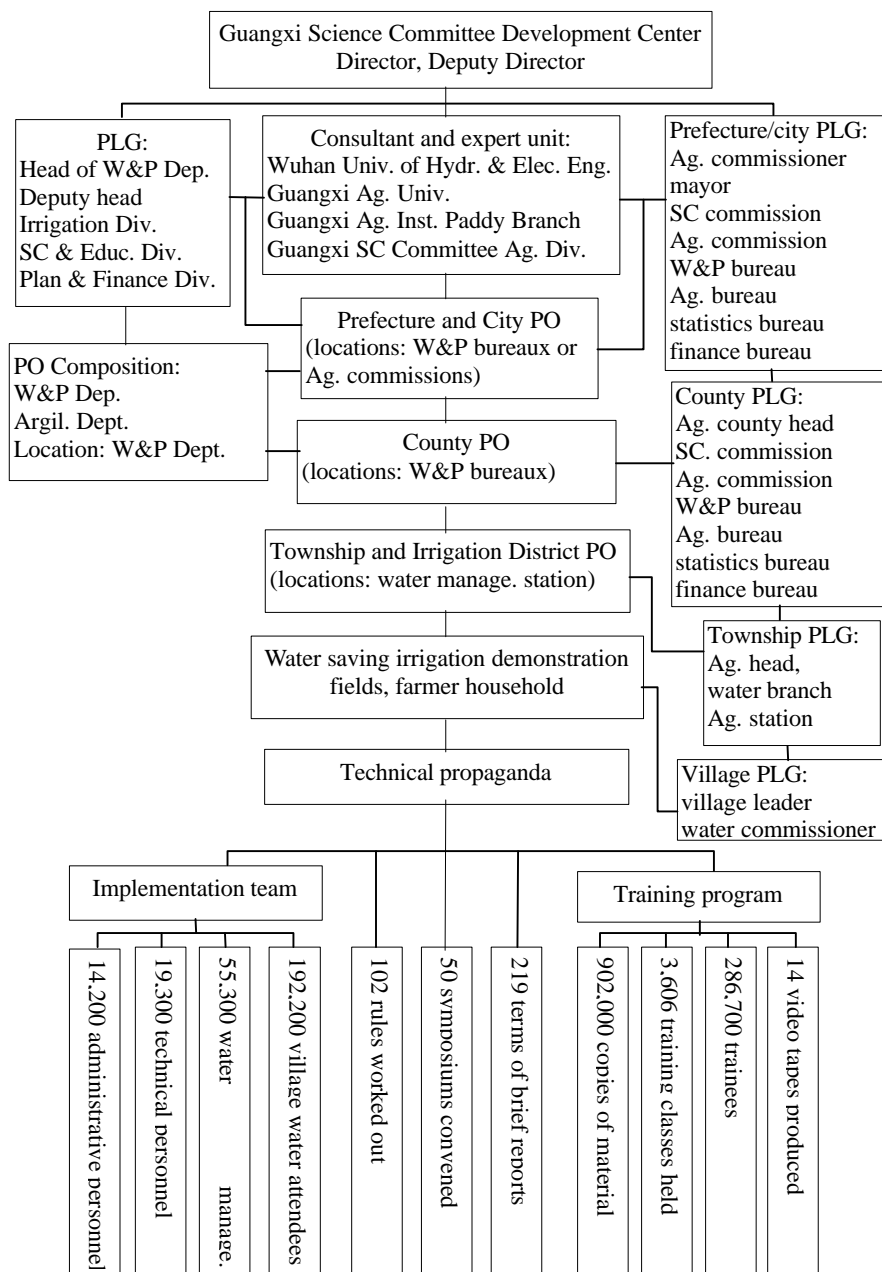 Guangxi Science Committee Development Center
Director, Deputy Director
PLG:
Head of W&P Dep.
Deputy head
Irrigation Div.
SC & Educ. Div.
Plan & Finance Div.
Consultant and expert unit:
Wuhan Univ. of Hydr. & Elec. Eng.
Guangxi Ag. Univ.
Guangxi Ag. Inst. Paddy Branch
Guangxi SC Committee Ag. Div.
Prefecture/city PLG:
Ag. commissioner
mayor
SC commission
Ag. commission
W&P bureau
Ag. bureau
statistics bureau
finance bureau
Prefecture and City PO
(locations: W&P bureaux or
Ag. commissions)
PO Composition:
W&P Dep.
Argil. Dept.
Location: W&P Dept.
County PO
(locations: W&P bureaux)
County PLG:
Ag. county head
SC. commission
Ag. commission
W&P bureau
Ag. bureau
statistics bureau
finance bureau
Township and Irrigation District PO
(locations: water manage. station)
Township PLG:
Ag. head,
water branch
Ag. station
Water saving irrigation demonstration
fields, farmer household
Village PLG:
village leader
water commissioner
Technical propaganda
Implementation team
Training program
14.200 administrative personnel
19.300 technical personnel
55.300 water manage.
192.200 village water attendees
102 rules worked out
50 symposiums convened
219 terms of brief reports
902.000 copies of material
3.606 training classes held
286.700 trainees
14 video tapes produced